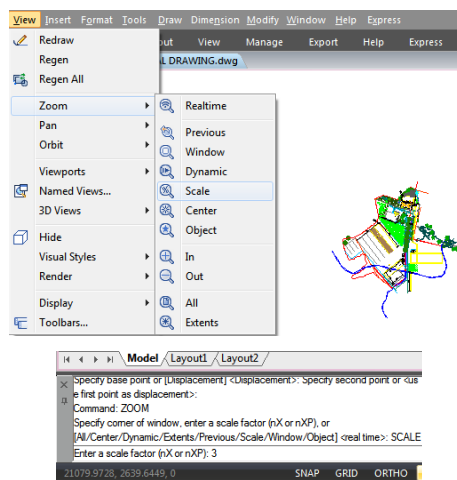 View Insert Format Tools Draw Dimension Modify Window Help Express
View Manage Export Help Express
Redraw
Regen
DRAWING.dwg
Regen All
Zoom
Realtime
Pan
Previous
Orbit
Window
Viewports
Dynamic
Named Views...
Scale
3D Views
Center
Hide
Object
Visual Styles
In
Render
Out
Display
All
Toolbars...
Extents
Model Layout1 Layout2
Specify base point or [Displacement] <Displacement>: Specify second point or <us
e first point as displacement>:
Command: ZOOM
Specify corner of window, enter a scale factor (nX or nXP), or
[All/Center/Dynamic/Extents/Previous/Scale/Window/Object] <real time>: SCALE
Enter a scale factor (nX or nXP): 3
21079.9728, 2639.6449, 0 SNAP GRID ORTHO